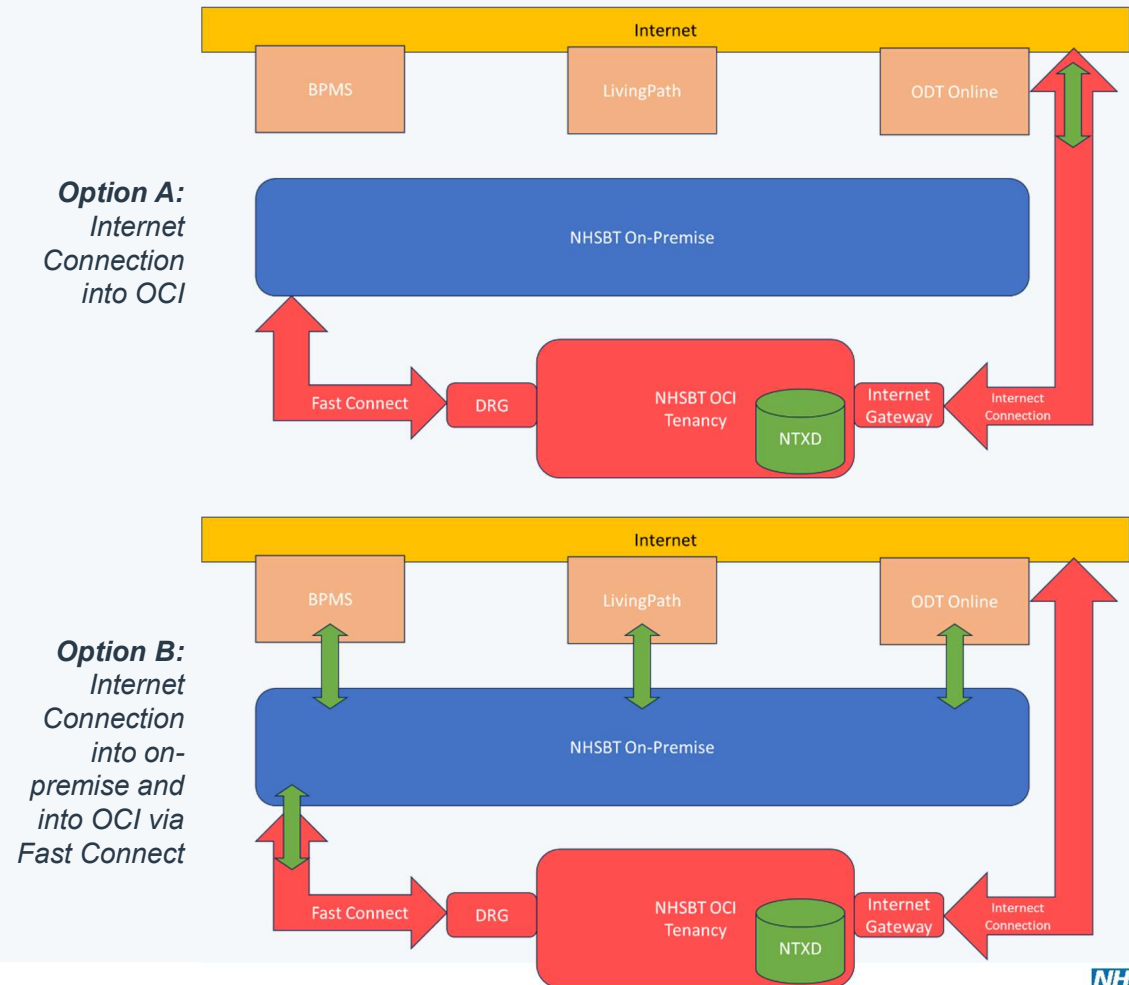 Internet
BPMS
LivingPath
ODT Online
Option A:
Internet
Connection
into OCI
NHSBT On-Premise
Fast Connect
DRG
NHSBT OCI
Tenancy
NTXD
Internet
Gateway
Internect
Connection
Internet
BPMS
LivingPath
ODT Online
Option B:
Internet
Connection
into on-
premise and
into OCI via
Fast Connect
NHSBT On-Premise
Fast Connect
DRG
NHSBT OCI
Tenancy
NTXD
Internet
Gateway
Internect
Connection
NH